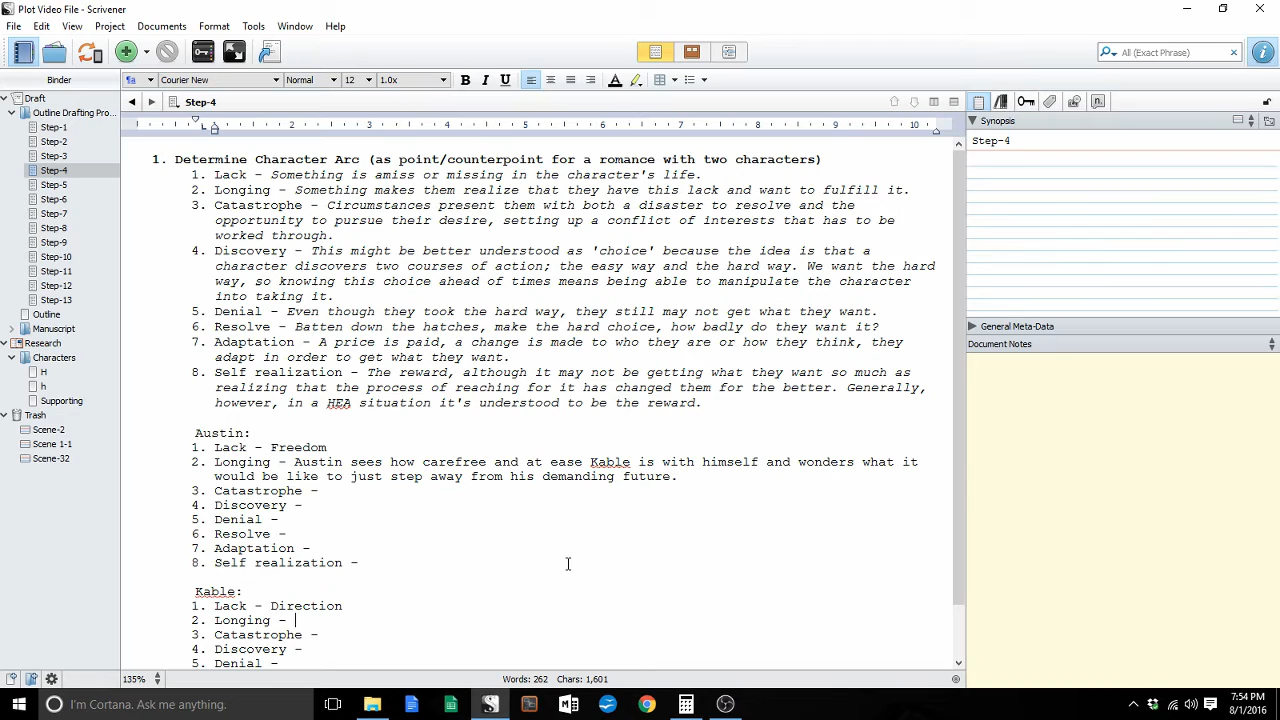 Plot Video File - Scrivener
File Edit View Project Documents Format Tools Window Help
All (Exact Phrase)
Binder
Courier New Normal 12 1.0x B I U A
Draft
Outline Drafting Pro...
Step-1
Step-2
Step-3
Step-4
Step-5
Step-6
Step-7
Step-8
Step-9
Step-10
Step-11
Step-12
Step-13
Outline
Manuscript
Research
Characters
H
h
Supporting
Trash
Scene-2
Scene 1-1
Scene-32
Step-4
2 3 4 5 6 7 8 9 10
1. Determine Character Arc (as point/counterpoint for a romance with two characters)
1. Lack - Something is amiss or missing in the character's life.
2. Longing - Something makes them realize that they have this lack and want to fulfill it.
3. Catastrophe - Circumstances present them with both a disaster to resolve and the
opportunity to pursue their desire, setting up a conflict of interests that has to be
worked through.
4. Discovery - This might be better understood as 'choice' because the idea is that a
character discovers two courses of action; the easy way and the hard way. We want the hard
way, so knowing this choice ahead of times means being able to manipulate the character
into taking it.
5. Denial - Even though they took the hard way, they still may not get what they want.
6. Resolve - Batten down the hatches, make the hard choice, how badly do they want it?
7. Adaptation - A price is paid, a change is made to who they are or how they think, they
adapt in order to get what they want.
8. Self realization - The reward, although it may not be getting what they want so much as
realizing that the process of reaching for it has changed them for the better. Generally,
however, in a HEA situation it's understood to be the reward.
Austin:
1. Lack - Freedom
2. Longing - Austin sees how carefree and at ease Kable is with himself and wonders what it
would be like to just step away from his demanding future.
3. Catastrophe -
4. Discovery -
5. Denial -
6. Resolve -
7. Adaptation -
8. Self realization -
Kable:
1. Lack - Direction
2. Longing -
3. Catastrophe -
4. Discovery -
5. Denial -
Synopsis
Step-4
General Meta-Data
Document Notes
135% Words: 262 Chars: 1,601
I'm Cortana. Ask me anything.
7:54 PM
8/1/2016